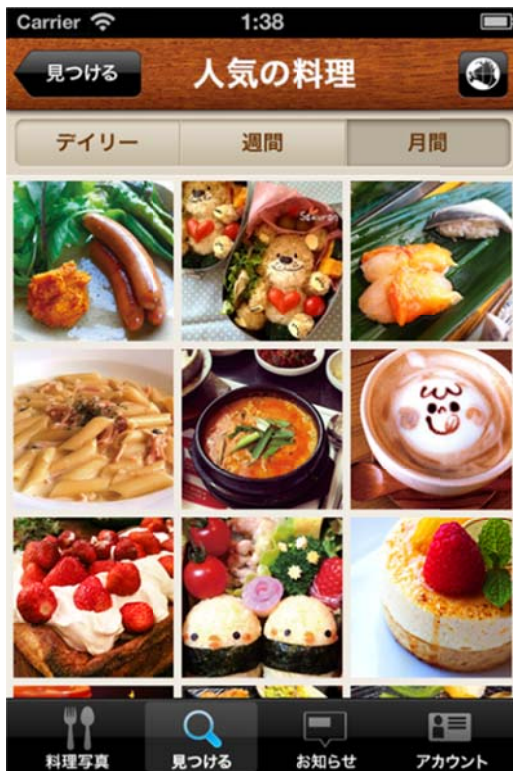 Carrier 1:38
見つける 人気の料理
デイリー 週間 月間
Sakuran
料理写真 見つける お知らせ アカウント